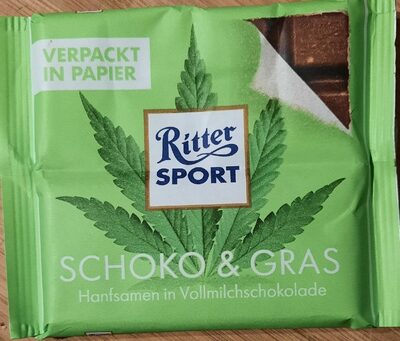 VERPACKT
IN PAPIER
Ritter
SPORT
SCHOKO & GRAS
Hanfsamen in Vollmilchschokolade